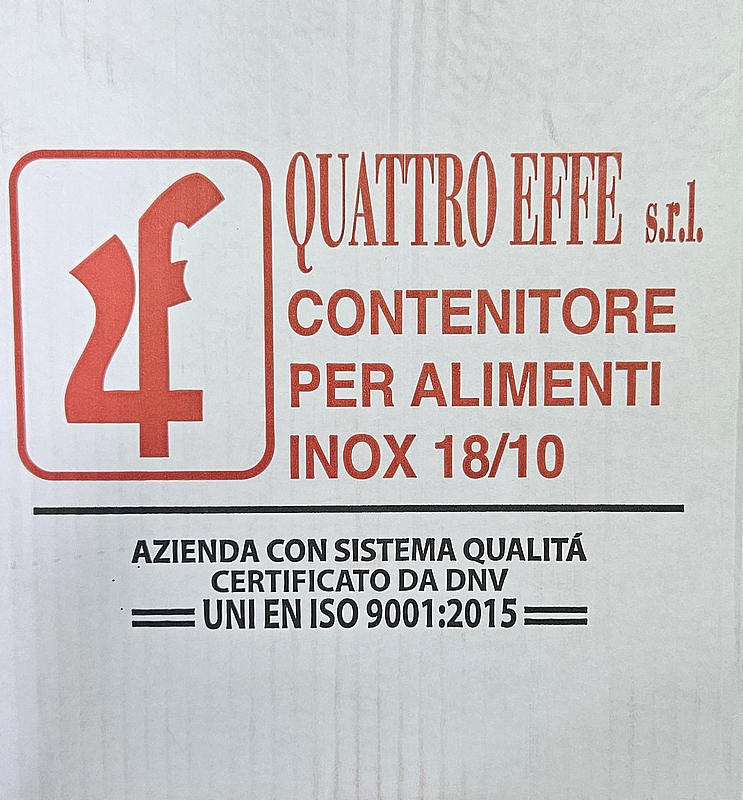 4F
QUATTRO EFFE s.r.l.
CONTENITORE
PER ALIMENTI
INOX 18/10
AZIENDA CON SISTEMA QUALITÁ
CERTIFICATO DA DNV
UNI EN ISO 9001:2015